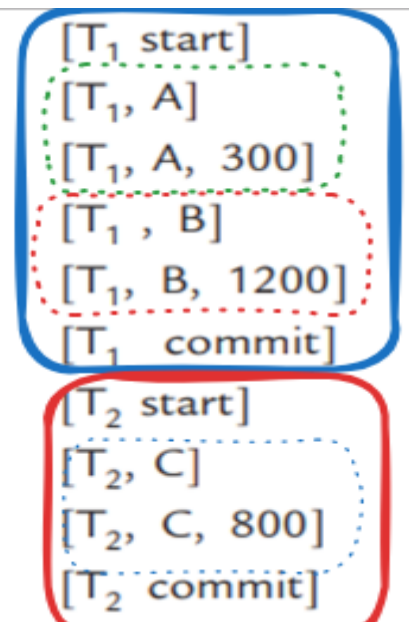 [T₁ start]
[T₁, A]
[T₁, A, 300]
[T₁ , B]
[T₁, B, 1200]
[T₁ commit]
[T₂ start]
[T₂, C]
[T₂, C, 800]
[T₂ commit]